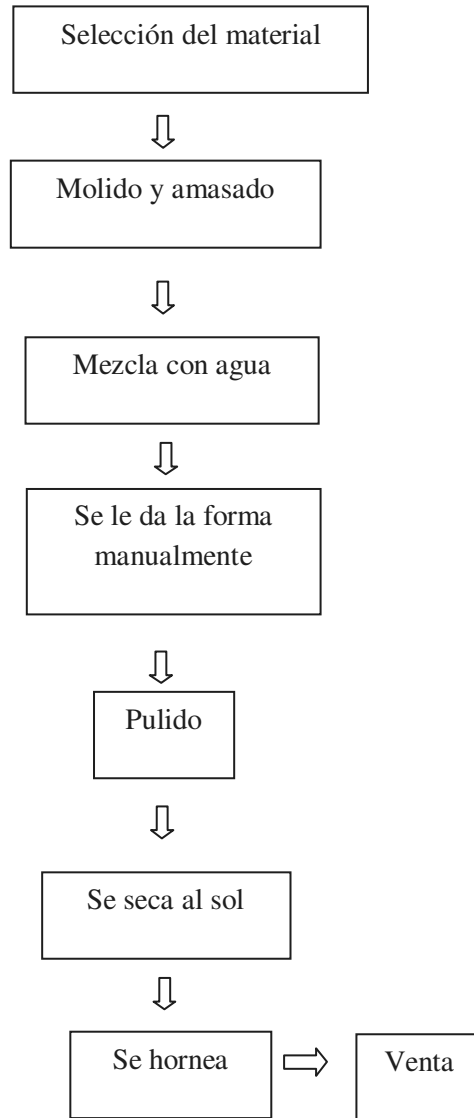 Selección del material
Molido y amasado
Mezcla con agua
Se le da la forma
manualmente
Pulido
Se seca al sol
Se hornea
Venta